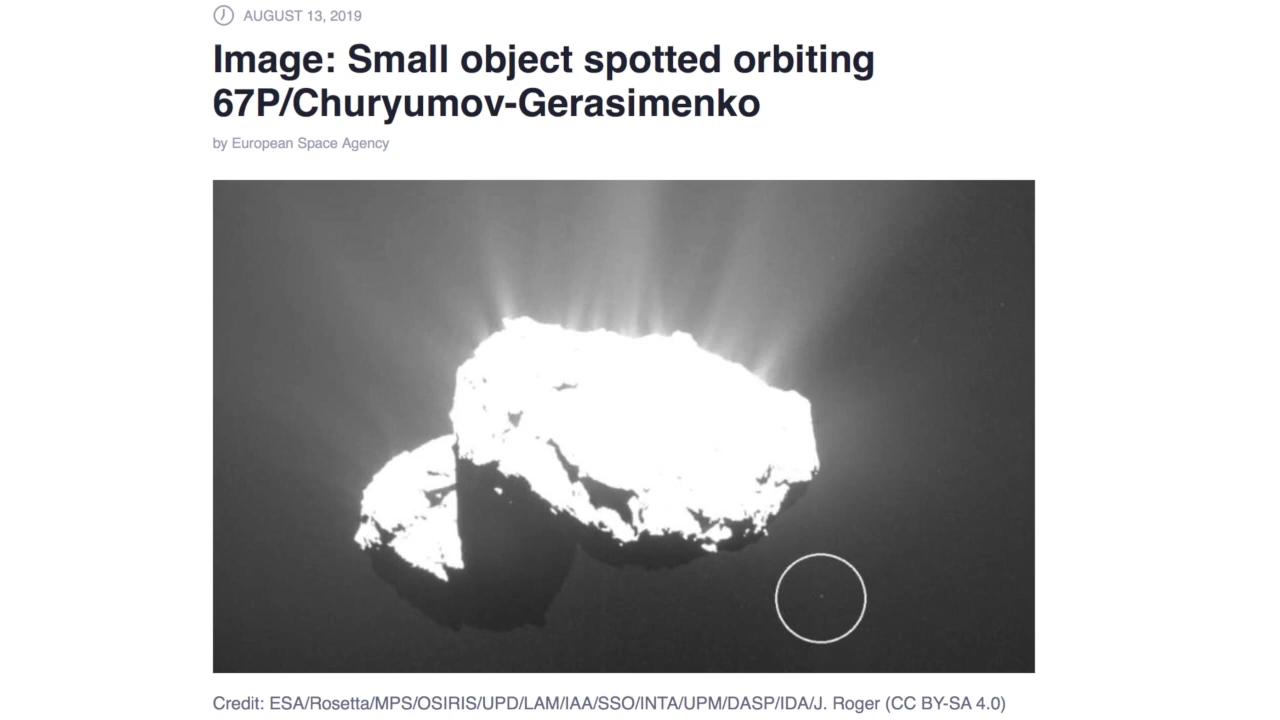 AUGUST 13, 2019
Image: Small object spotted orbiting
67P/Churyumov-Gerasimenko
by European Space Agency
Credit: ESA/Rosetta/MPS/OSIRIS/UPD/LAM/IAA/SSO/INTA/UPM/DASP/IDA/J. Roger (CC BY-SA 4.0)